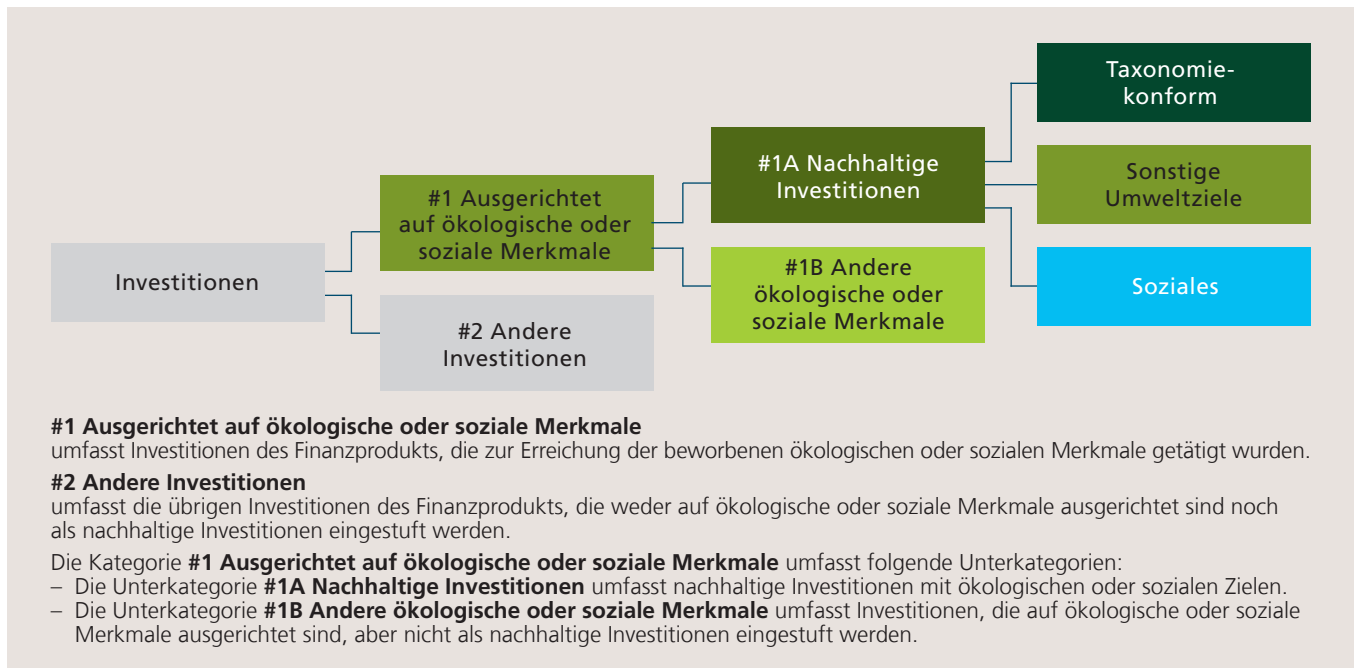 Taxonomie-
konform
#1A Nachhaltige
Investitionen
Sonstige
Umweltziele
#1 Ausgerichtet
auf ökologische oder
soziale Merkmale
Investitionen
#1B Andere
ökologische oder
soziale Merkmale
Soziales
#2 Andere
Investitionen
#1 Ausgerichtet auf ökologische oder soziale Merkmale
umfasst Investitionen des Finanzprodukts, die zur Erreichung der beworbenen ökologischen oder sozialen Merkmale getätigt wurden.
#2 Andere Investitionen
umfasst die übrigen Investitionen des Finanzprodukts, die weder auf ökologische oder soziale Merkmale ausgerichtet sind noch
als nachhaltige Investitionen eingestuft werden.
Die Kategorie #1 Ausgerichtet auf ökologische oder soziale Merkmale umfasst folgende Unterkategorien:
– Die Unterkategorie #1A Nachhaltige Investitionen umfasst nachhaltige Investitionen mit ökologischen oder sozialen Zielen.
– Die Unterkategorie #1B Andere ökologische oder soziale Merkmale umfasst Investitionen, die auf ökologische oder soziale
Merkmale ausgerichtet sind, aber nicht als nachhaltige Investitionen eingestuft werden.